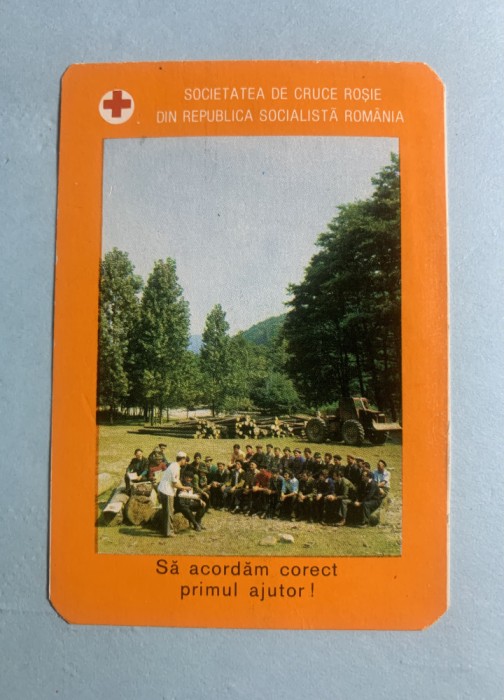 SOCIETATEA DE CRUCE ROȘIE
DIN REPUBLICA SOCIALISTĂ ROMÂNIA
Să acordăm corect
primul ajutor!